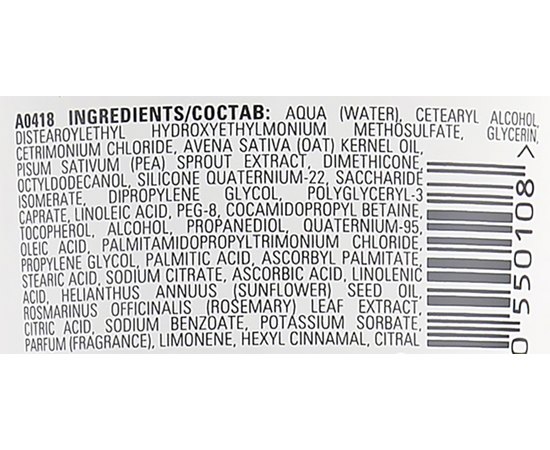 A0418 INGREDIENTS/СОСТАВ: AQUA (WATER), CETEARYL ALCOHOL,
DISTEAROYLETHYL HYDROXYETHYLMONIUM METHOSULFATE, GLYCERIN,
CETRIMONIUM CHLORIDE, AVENA SATIVA (OAT) KERNEL OIL,
PISUM SATIVUM (PEA) SPROUT EXTRACT, DIMETHICONE,
OCTYLDODECANOL, SILICONE QUATERNIUM-22, SACCHARIDE
ISOMERATE, DIPROPYLENE GLYCOL, POLYGLYCERYL-3
CAPRATE, LINOLEIC ACID, PEG-8, COCAMIDOPROPYL BETAINE,
TOCOPHEROL, ALCOHOL, PROPANEDIOL, QUATERNIUM-95,
OLEIC ACID, PALMITAMIDOPROPYLTRIMONIUM CHLORIDE,
PROPYLENE GLYCOL, PALMITIC ACID, ASCORBYL PALMITATE,
STEARIC ACID, SODIUM CITRATE, ASCORBIC ACID, LINOLENIC
ACID, HELIANTHUS ANNUUS (SUNFLOWER) SEED OIL,
ROSMARINUS OFFICINALIS (ROSEMARY) LEAF EXTRACT,
CITRIC ACID, SODIUM BENZOATE, POTASSIUM SORBATE,
PARFUM (FRAGRANCE), LIMONENE, HEXYL CINNAMAL, CITRAL
0 550108 >